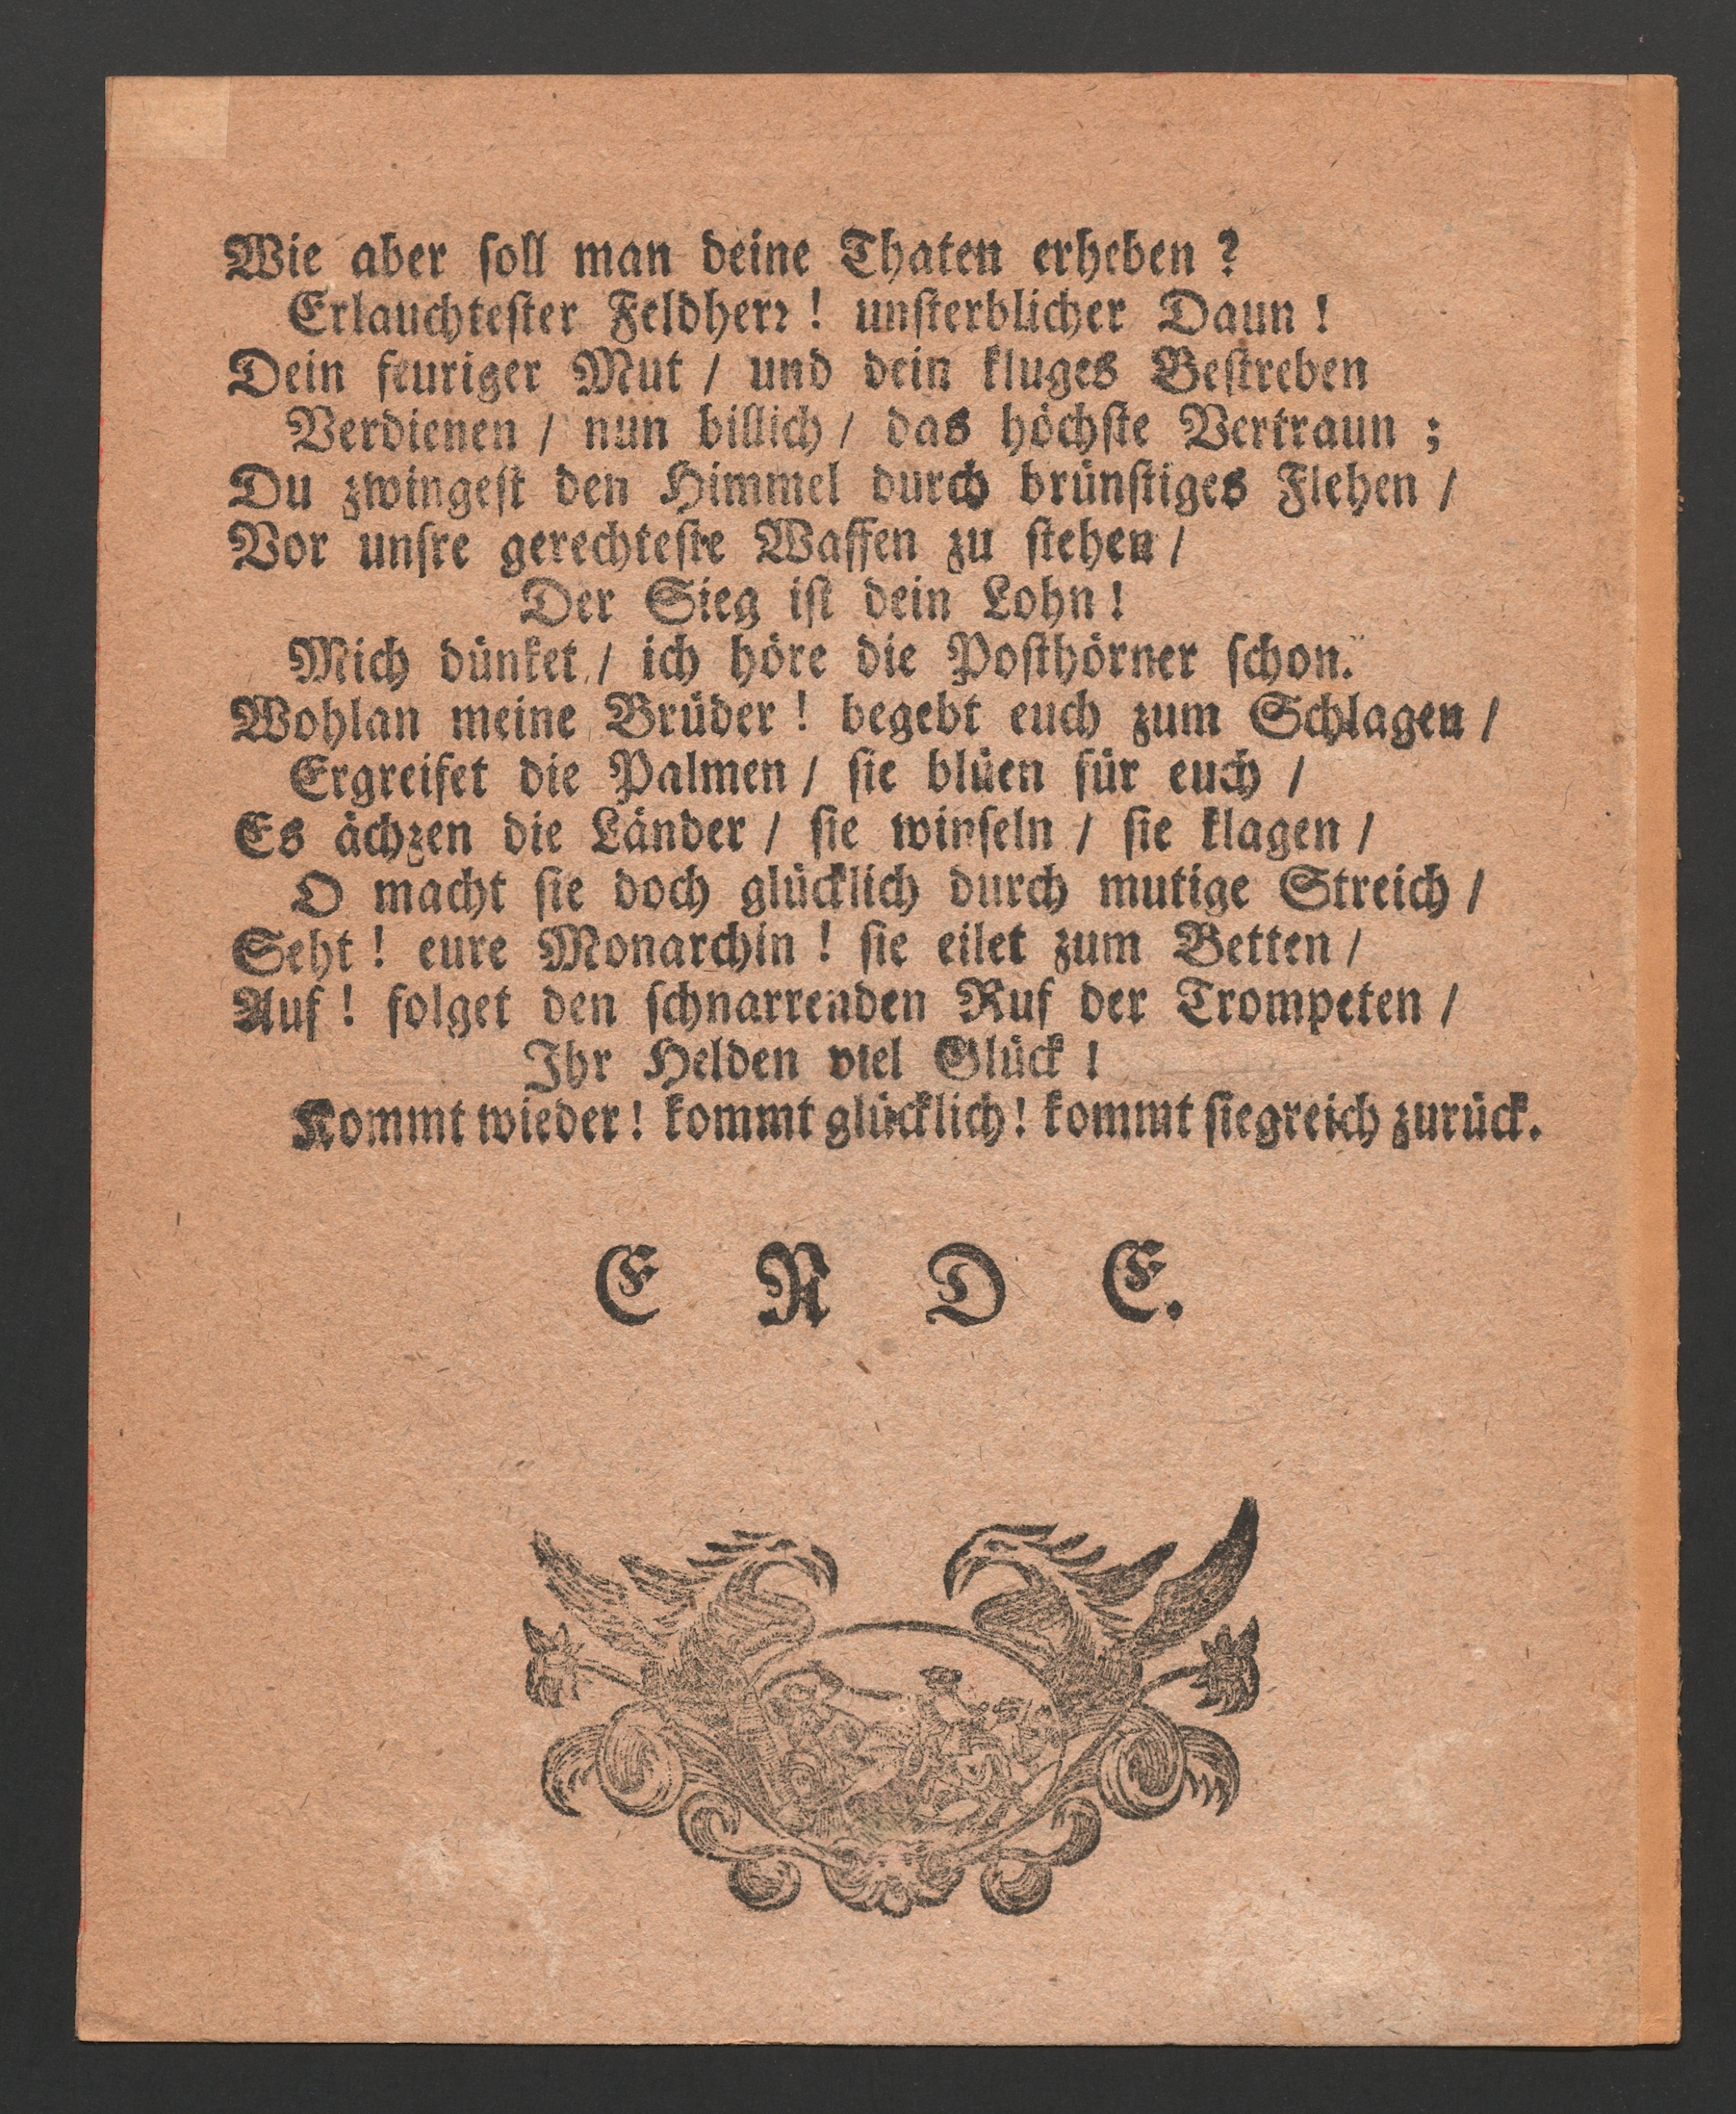 Wie aber ſoll man deine Thaten erheben ?
Erlauchteſter Feldherꝛ ! unſterblicher Daun !
Dein feuriger Mut / und dein kluges Beſtreben
Verdienen / nun billich / das höchſte Vertraun ;
Du zwingeſt den Himmel durch brünſtiges Flehen /
Vor unſre gerechteſte Waffen zu ſtehen /
Der Sieg iſt dein Lohn !
Mich dünket / ich höre die Poſthörner ſchon.
Wohlan meine Brüder ! begebt euch zum Schlagen /
Ergreifet die Palmen / ſie blüen für euch /
Es ächzen die Länder / ſie winſeln / ſie klagen /
O macht ſie doch glücklich durch mutige Streich /
Seht ! eure Monarchin ! ſie eilet zum Betten /
Auf ! folget den ſchnarrenden Ruf der Trompeten /
Ihr Helden viel Glück !
Kommt wieder ! kommt glücklich ! kommt ſiegreich zurück.
E R D E.